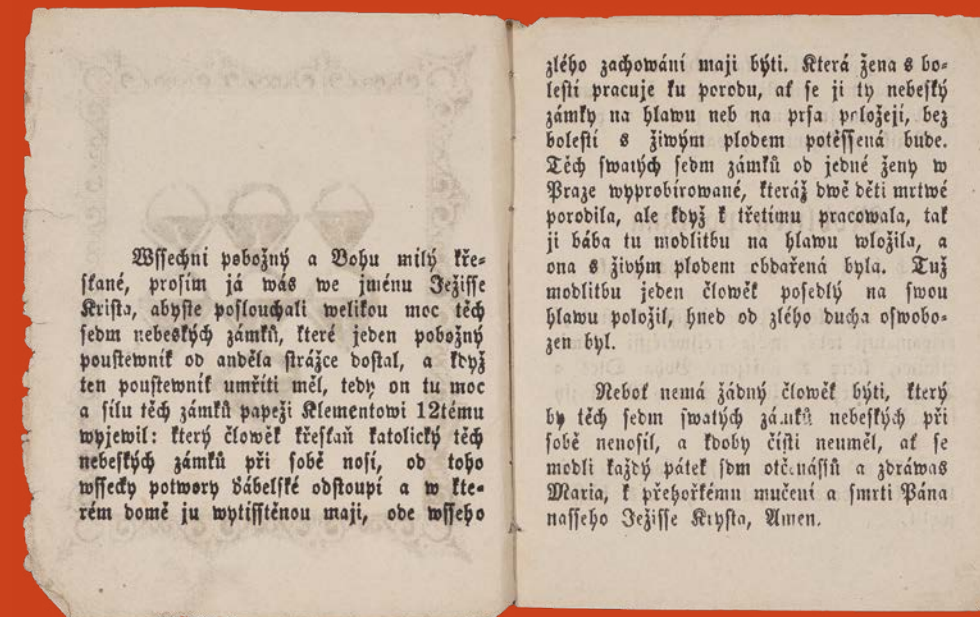 Wssechni pobožný a Bohu milý kře-
sťané, prosím já wás we jménu Ježisse
Krista, abyste poslouchali welikou moc těch
sedm nebeských zámků, které jeden pobožný
poustewník od anděla strážce dostal, a když
ten poustewník umříti měl, tedy on tu moc
a sílu těch zámků papeži Klementowi 12tému
wyjewil: který člowěk křesťaň katolický těch
nebeských zámků při sobě nosí, od toho
wssecky potwory ďábelské odstoupí a w kte-
rém domě ju wytisstěnou maji, ode wsseho
zlého zachowání maji býti. Která žena s bo-
lestí pracuje ku porodu, ať se ji ty nebeský
zámky na hlawu neb na prsa položejí, bez
bolestí s žiwým plodem potěssená bude.
Těch swatých sedm zámků od jedné ženy w
Praze wyprobírowané, kteráž dwě děti mrtwé
porodila, ale když k třetímu pracowala, tak
ji bába tu modlitbu na hlawu wložila, a
ona s žiwým plodem obdařená byla. Tuž
modlitbu jeden člowěk posedlý na swou
hlawu položil, hned od zlého ducha oswobo-
zen byl.
Neboť nemá žádný člowěk býti, který
by těch sedm swatých zámků nebeských při
sobě nenosíl, a kdoby čísti neuměl, ať se
modli každý pátek sdm otčenássů a zdráwas
Maria, k přehořkému mučení a smrti Pána
nasseho Ježisse Krysta, Amen.